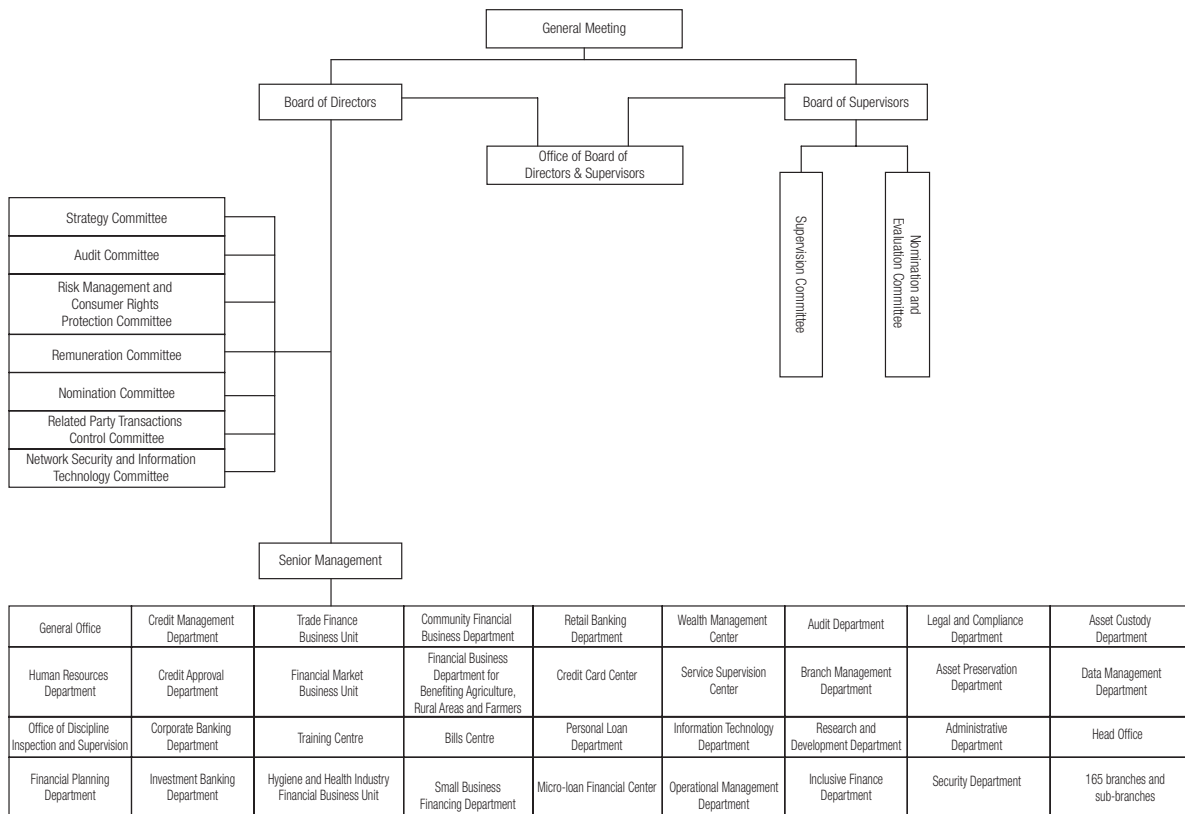 General Meeting
Board of Directors
Board of Supervisors
Office of Board of
Directors & Supervisors
Supervision Committee
Nomination and
Evaluation Committee
Strategy Committee
Audit Committee
Risk Management and
Consumer Rights
Protection Committee
Remuneration Committee
Nomination Committee
Related Party Transactions
Control Committee
Network Security and Information
Technology Committee
Senior Management
General Office
Credit Management
Department
Trade Finance
Business Unit
Community Financial
Business Department
Retail Banking
Department
Wealth Management
Center
Audit Department
Legal and Compliance
Department
Asset Custody
Department
Human Resources
Department
Credit Approval
Department
Financial Market
Business Unit
Financial Business
Department for
Benefiting Agriculture,
Rural Areas and Farmers
Credit Card Center
Service Supervision
Center
Branch Management
Department
Asset Preservation
Department
Data Management
Department
Office of Discipline
Inspection and Supervision
Corporate Banking
Department
Training Centre
Bills Centre
Personal Loan
Department
Information Technology
Department
Research and
Development Department
Administrative
Department
Head Office
Financial Planning
Department
Investment Banking
Department
Hygiene and Health Industry
Financial Business Unit
Small Business
Financing Department
Micro-loan Financial Center
Operational Management
Department
Inclusive Finance
Department
Security Department
165 branches and
sub-branches